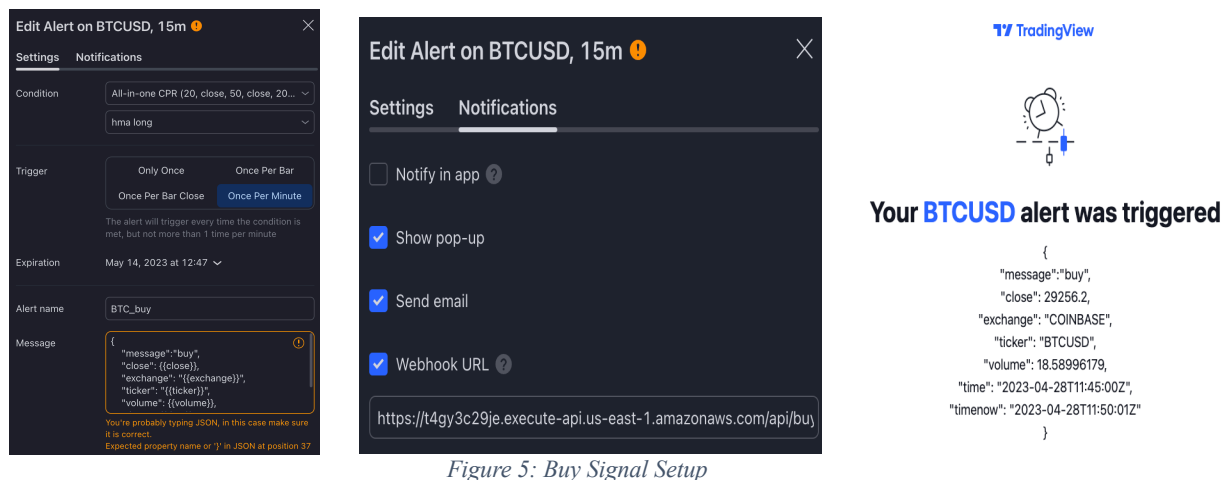 Edit Alert on BTCUSD, 15m
Settings Notifications
Condition
All-in-one CPR (20, close, 50, close, 20...
hma long
Trigger
Only Once Once Per Bar
Once Per Bar Close Once Per Minute
The alert will trigger every time the condition is
met, but not more than 1 time per minute
Expiration
May 14, 2023 at 12:47
Alert name
BTC_buy
Message
{
"message":"buy",
"close": {{close}},
"exchange": "{{exchange}}",
"ticker": "{{ticker}}",
"volume": {{volume}},
You're probably typing JSON, in this case make sure
it is correct.
Expected property name or '}' in JSON at position 37
Edit Alert on BTCUSD, 15m
Settings Notifications
Notify in app
Show pop-up
Send email
Webhook URL
https://t4gy3c29je.execute-api.us-east-1.amazonaws.com/api/buy
TradingView
Your BTCUSD alert was triggered
{
"message":"buy",
"close": 29256.2,
"exchange": "COINBASE",
"ticker": "BTCUSD",
"volume": 18.58996179,
"time": "2023-04-28T11:45:00Z",
"timenow": "2023-04-28T11:50:01Z"
}
Figure 5: Buy Signal Setup